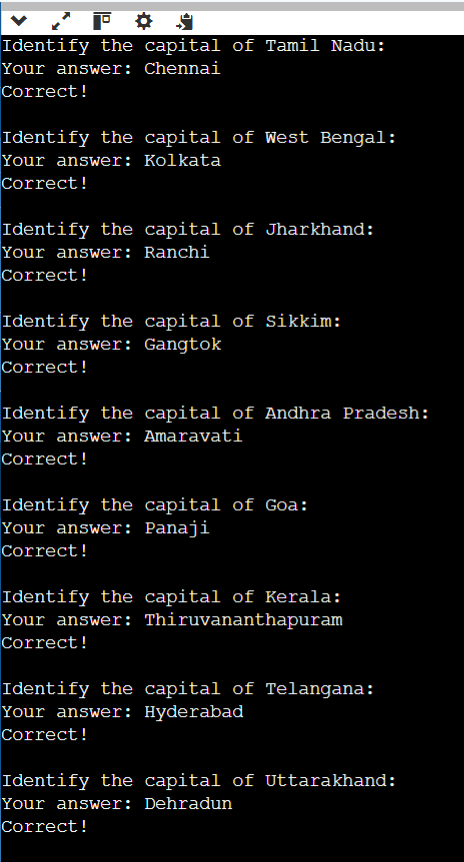 Identify the capital of Tamil Nadu:
Your answer: Chennai
Correct!
Identify the capital of West Bengal:
Your answer: Kolkata
Correct!
Identify the capital of Jharkhand:
Your answer: Ranchi
Correct!
Identify the capital of Sikkim:
Your answer: Gangtok
Correct!
Identify the capital of Andhra Pradesh:
Your answer: Amaravati
Correct!
Identify the capital of Goa:
Your answer: Panaji
Correct!
Identify the capital of Kerala:
Your answer: Thiruvananthapuram
Correct!
Identify the capital of Telangana:
Your answer: Hyderabad
Correct!
Identify the capital of Uttarakhand:
Your answer: Dehradun
Correct!